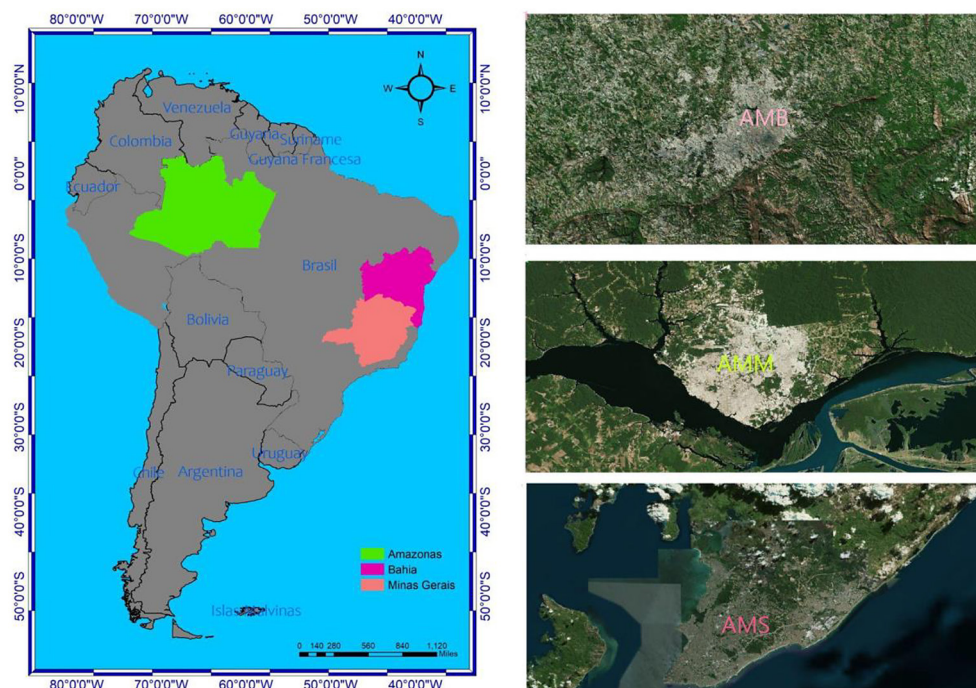 80°0'0"W 70°0'0"W 60°0'0"W 50°0'0"W 40°0'0"W
10°0'0"N
0°0'0"
10°0'0"S
20°0'0"S
30°0'0"S
40°0'0"S
50°0'0"S
N
W E
S
Venezuela
Guyana
Suriname
Colombia
Guyana Francesa
Ecuador
Brasil
Bolivia
Paraguay
Uruguay
Chile
Argentina
Amazonas
Bahia
Minas Gerais
Islas Malvinas
0 140 280 560 840 1,120
Miles
10°0'0"N
0°0'0"
10°0'0"S
20°0'0"S
30°0'0"S
40°0'0"S
50°0'0"S
80°0'0"W 70°0'0"W 60°0'0"W 50°0'0"W 40°0'0"W
AMB
AMM
AMS